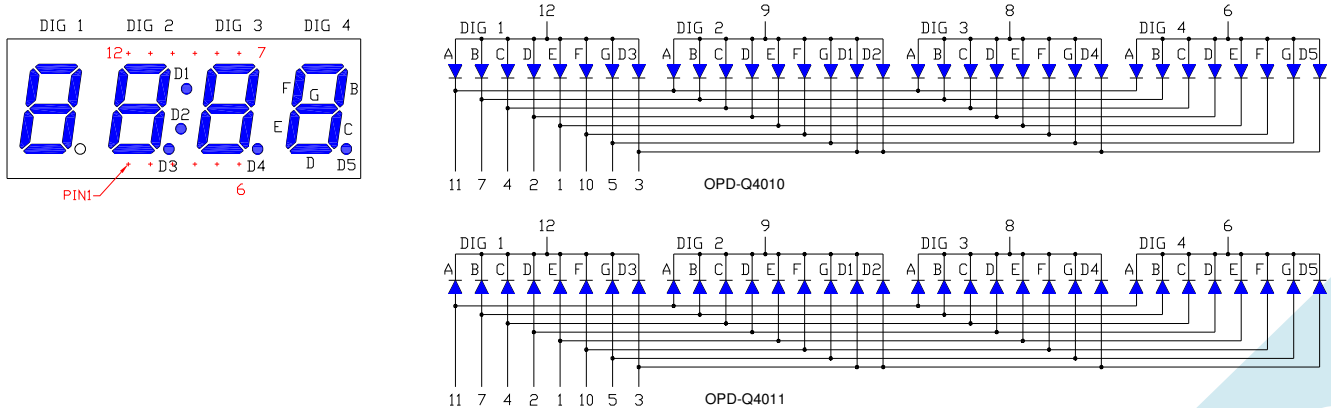 DIG 1 DIG 2 DIG 3 DIG 4
12 7
D1
F G B
D2
E C
D3 D4 D D5
PIN1 6
12 9 8 6
DIG 1 DIG 2 DIG 3 DIG 4
A B C D E F G D3 A B C D E F G D1 D2 A B C D E F G D4 A B C D E F G D5
11 7 4 2 1 10 5 3 OPD-Q4010
12 9 8 6
DIG 1 DIG 2 DIG 3 DIG 4
A B C D E F G D3 A B C D E F G D1 D2 A B C D E F G D4 A B C D E F G D5
11 7 4 2 1 10 5 3 OPD-Q4011